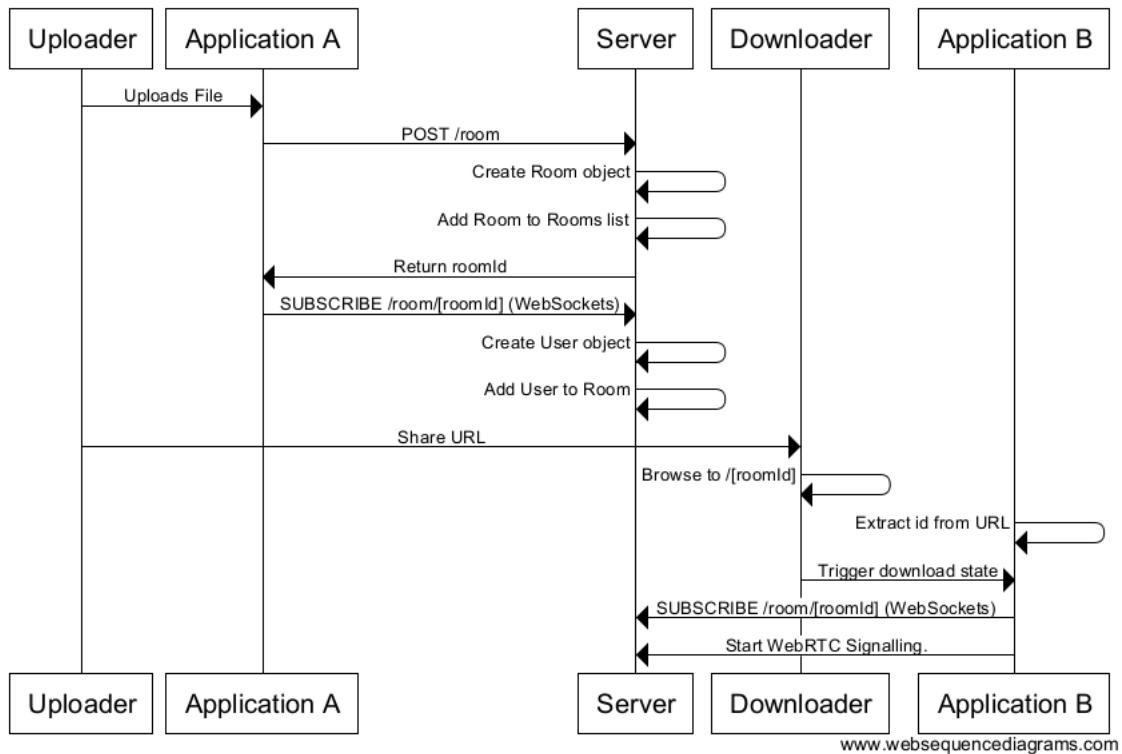 Uploader Application A Server Downloader Application B
Uploads File
POST /room
Create Room object
Add Room to Rooms list
Return roomId
SUBSCRIBE /room/[roomId] (WebSockets)
Create User object
Add User to Room
Share URL
Browse to /[roomId]
Extract id from URL
Trigger download state
SUBSCRIBE /room/[roomId] (WebSockets)
Start WebRTC Signalling.
Uploader Application A Server Downloader Application B
www.websequencediagrams.com